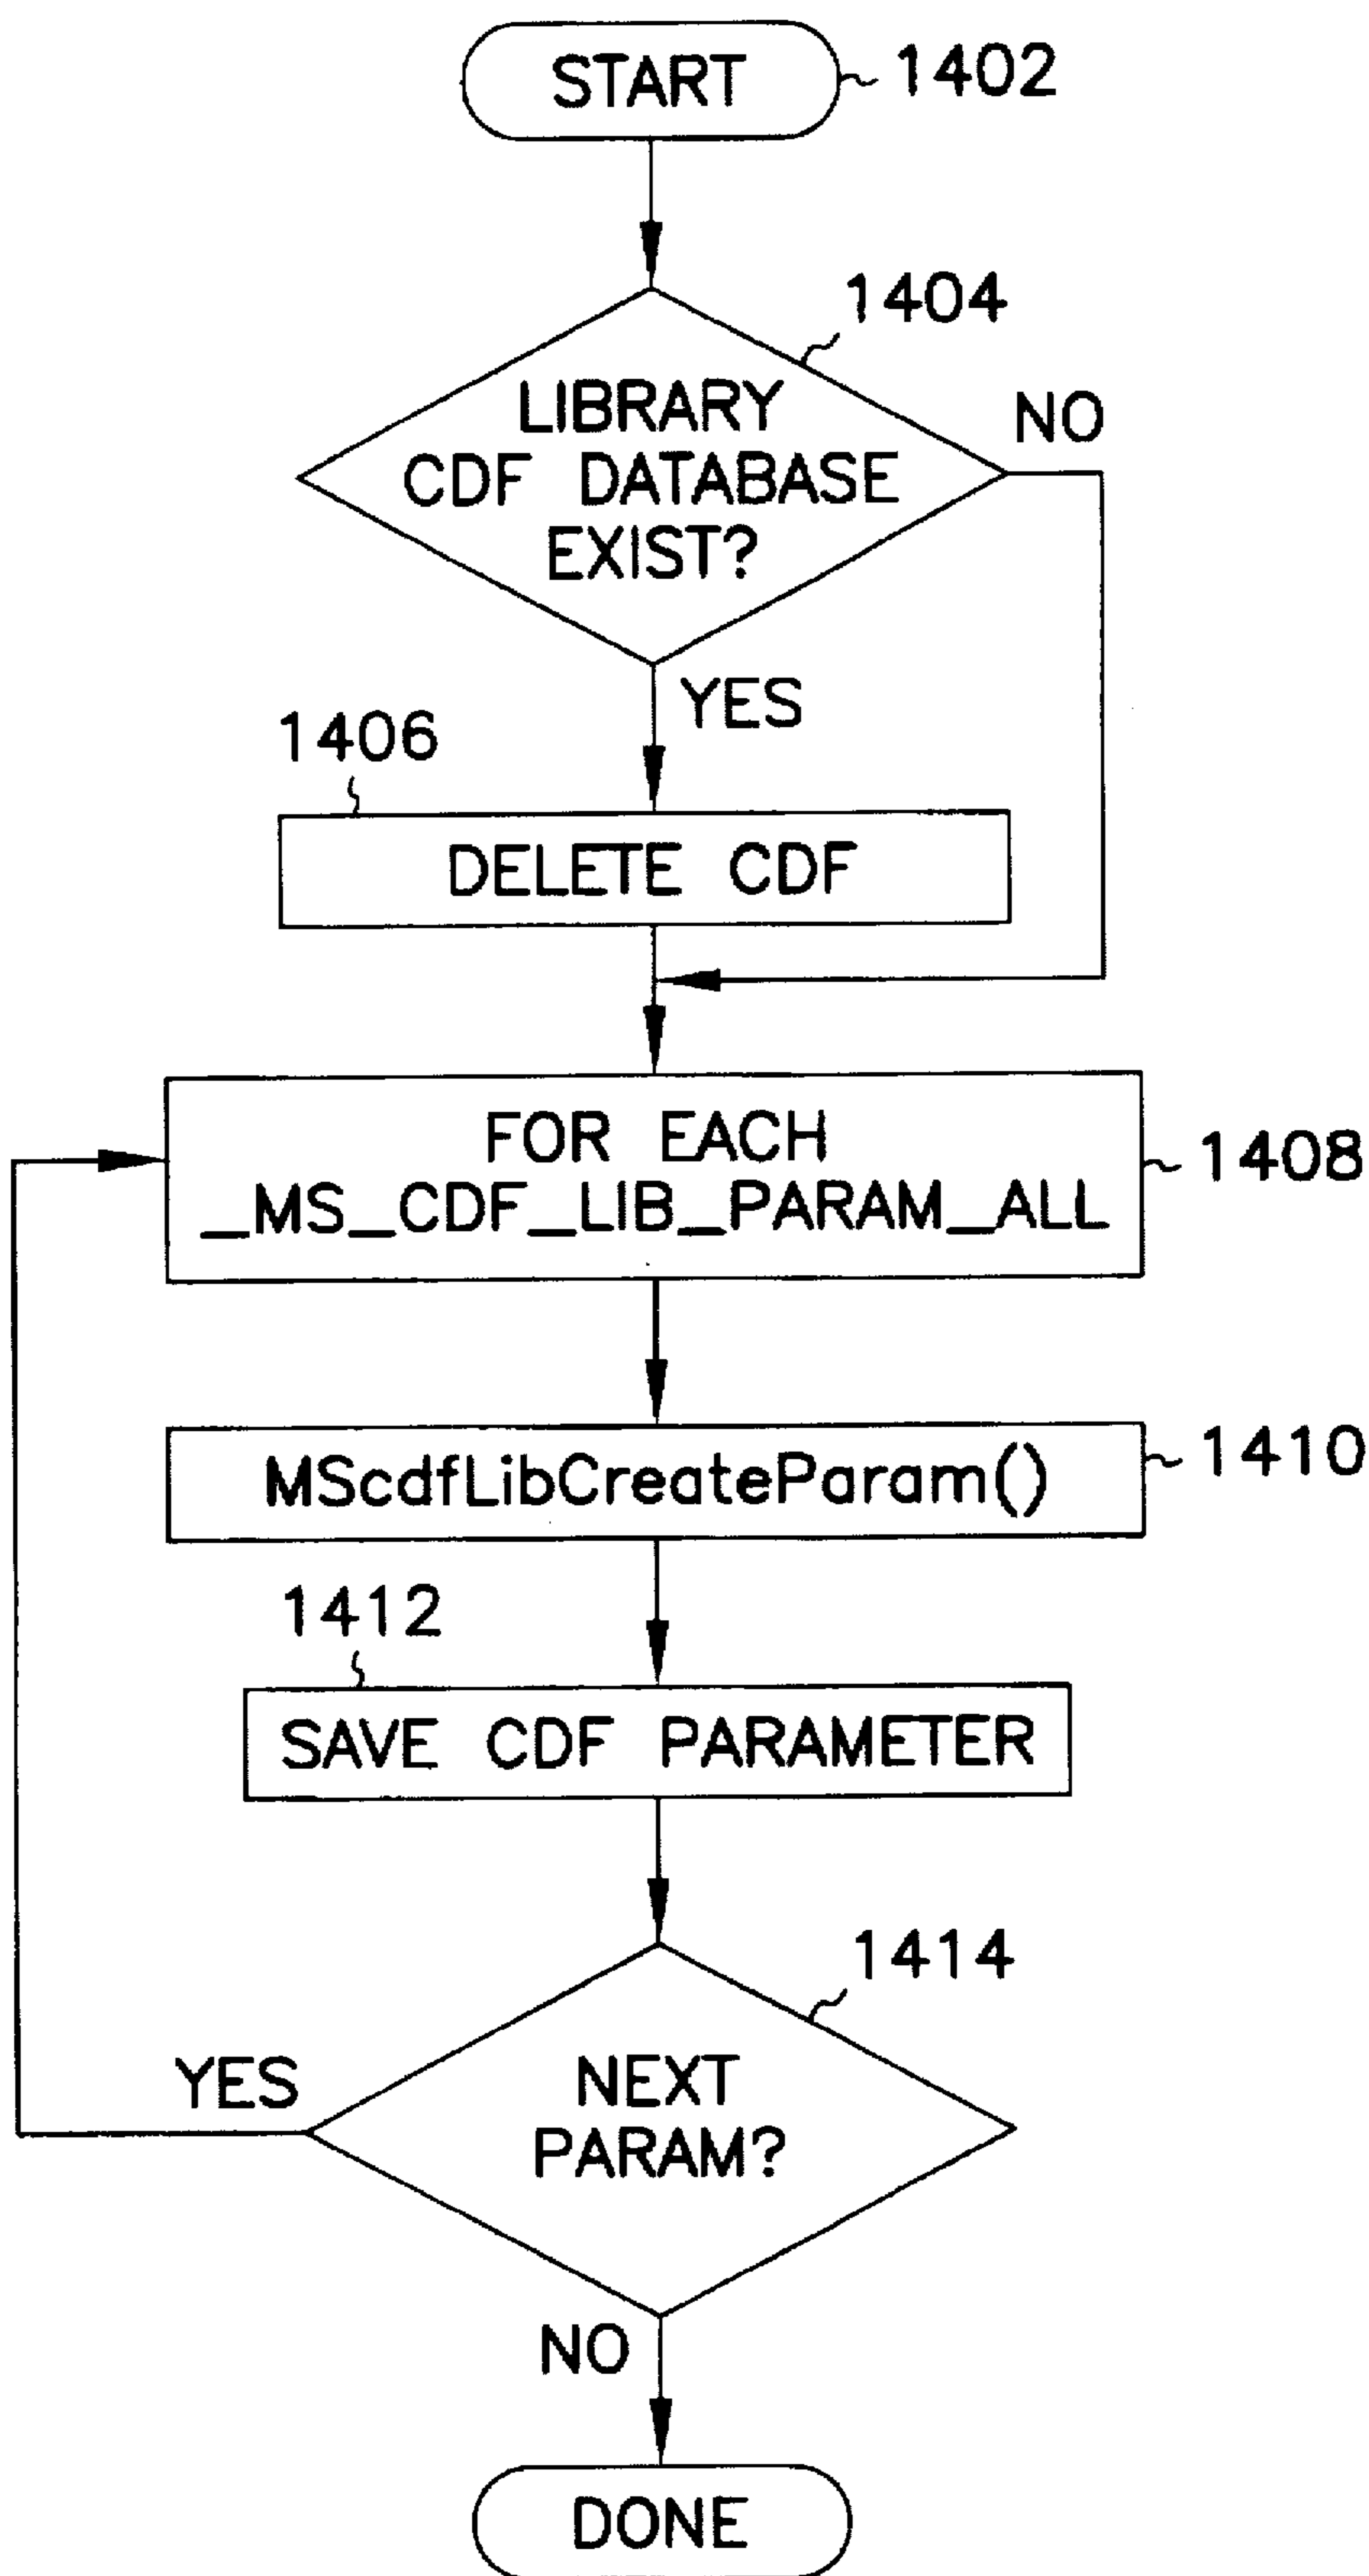 START
1402
1404
LIBRARY
CDF DATABASE
EXIST?
NO
YES
1406
DELETE CDF
FOR EACH
_MS_CDF_LIB_PARAM_ALL
1408
MScdfLibCreateParam()
1410
1412
SAVE CDF PARAMETER
1414
NEXT
PARAM?
YES
NO
DONE